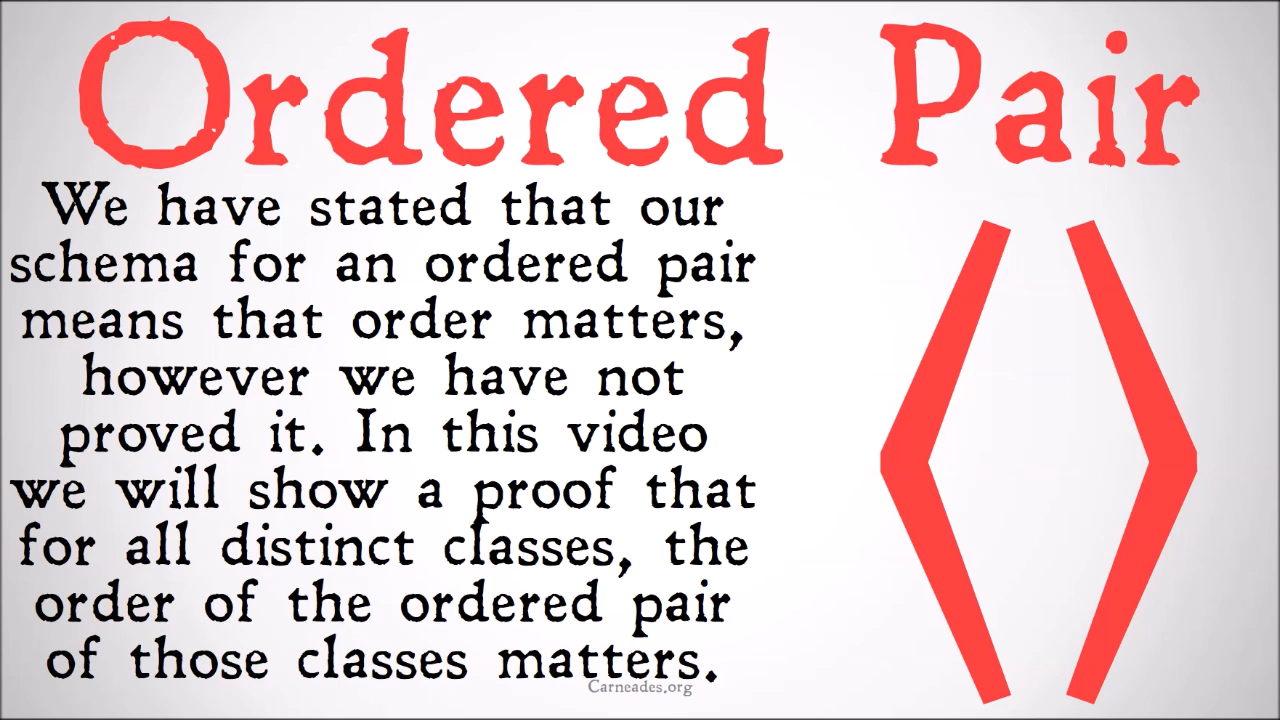 Ordered Pair
We have stated that our
schema for an ordered pair
means that order matters,
however we have not
proved it. In this video
we will show a proof that
for all distinct classes, the
order of the ordered pair
of those classes matters.
Carneades.org
⟨⟩